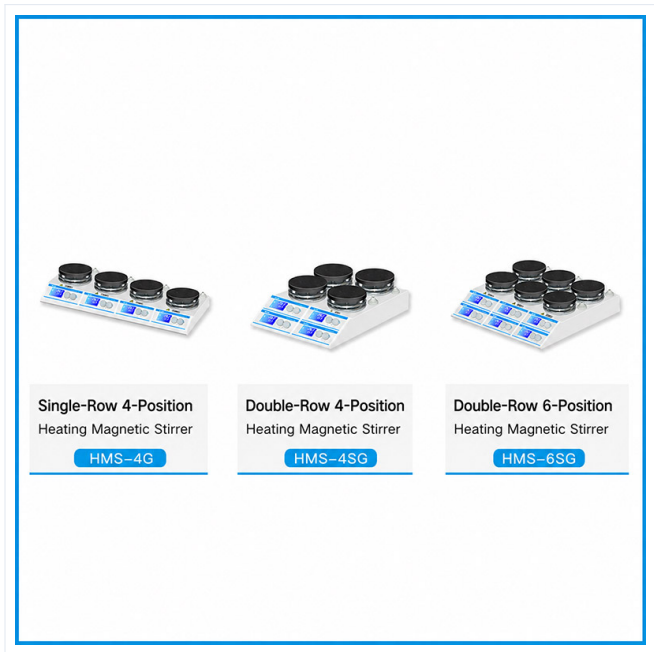 Single-Row 4-Position
Heating Magnetic Stirrer
HMS-4G
Double-Row 4-Position
Heating Magnetic Stirrer
HMS-4SG
Double-Row 6-Position
Heating Magnetic Stirrer
HMS-6SG